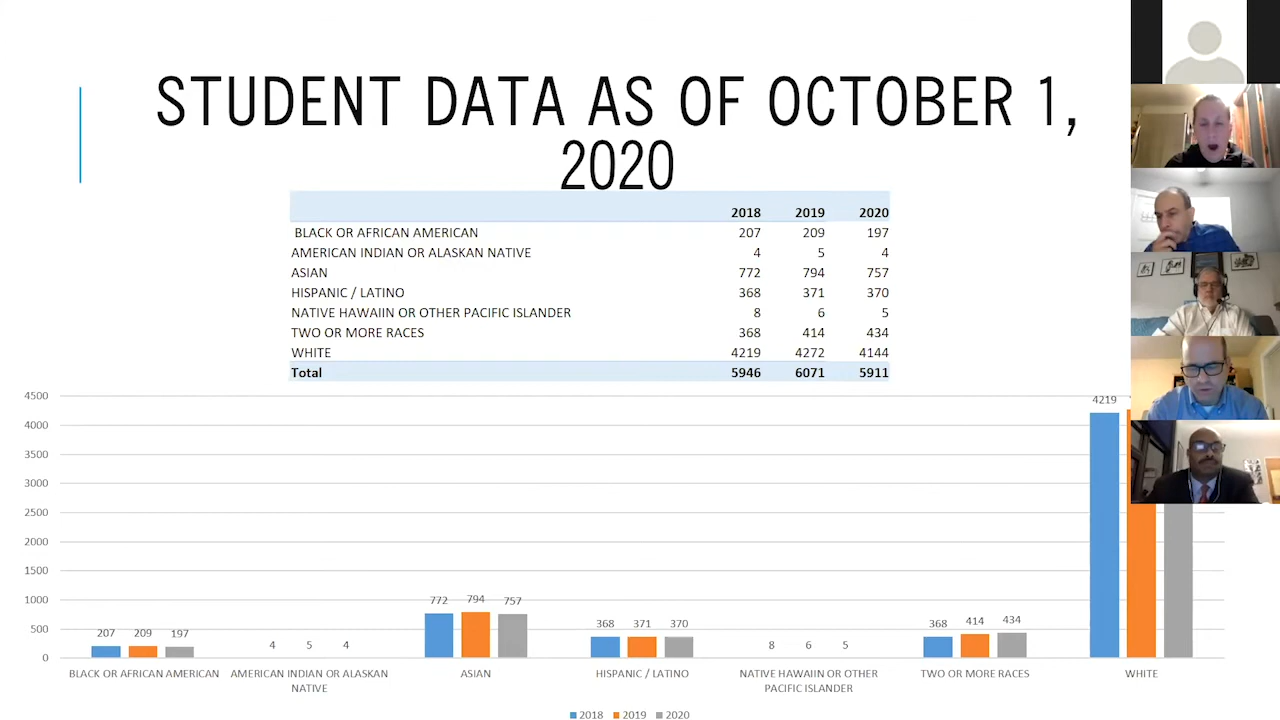 STUDENT DATA AS OF OCTOBER 1,
2020
2018 2019 2020
BLACK OR AFRICAN AMERICAN 207 209 197
AMERICAN INDIAN OR ALASKAN NATIVE 4 5 4
ASIAN 772 794 757
HISPANIC / LATINO 368 371 370
NATIVE HAWAIIN OR OTHER PACIFIC ISLANDER 8 6 5
TWO OR MORE RACES 368 414 434
WHITE 4219 4272 4144
Total 5946 6071 5911
4500
4000
3500
3000
2500
2000
1500
1000
500
0
207 209 197
4 5 4
772 794 757
368 371 370
8 6 5
368 414 434
4219
BLACK OR AFRICAN AMERICAN
AMERICAN INDIAN OR ALASKAN
NATIVE
ASIAN
HISPANIC / LATINO
NATIVE HAWAIIN OR OTHER
PACIFIC ISLANDER
TWO OR MORE RACES
WHITE
2018 2019 2020